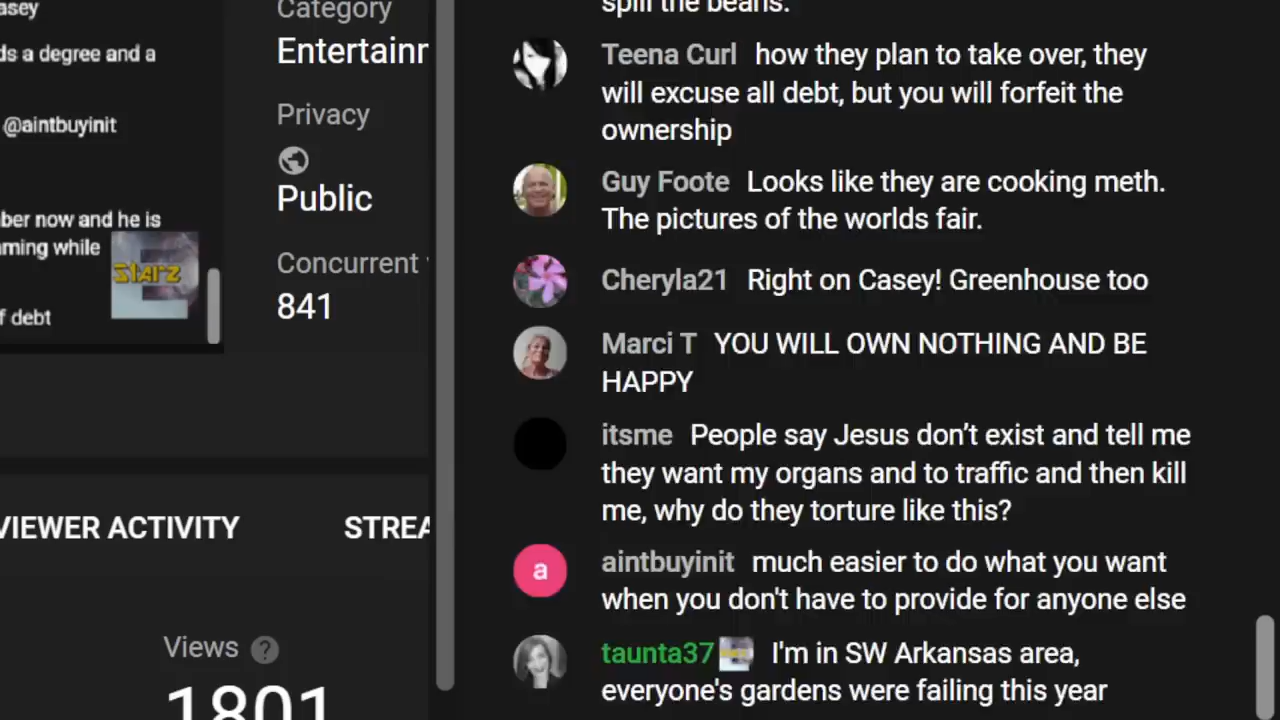 asey
ds a degree and a
@aintbuyinit
ber now and he is
ming while
STARZ
f debt
Category
Entertainr
Privacy
Public
Concurrent
841
VIEWER ACTIVITY
STREA
Views ?
1801
spill the beans.
Teena Curl how they plan to take over, they
will excuse all debt, but you will forfeit the
ownership
Guy Foote Looks like they are cooking meth.
The pictures of the worlds fair.
Cheryla21 Right on Casey! Greenhouse too
Marci T YOU WILL OWN NOTHING AND BE
HAPPY
itsme People say Jesus don’t exist and tell me
they want my organs and to traffic and then kill
me, why do they torture like this?
a
aintbuyinit much easier to do what you want
when you don't have to provide for anyone else
taunta37 I'm in SW Arkansas area,
everyone's gardens were failing this year